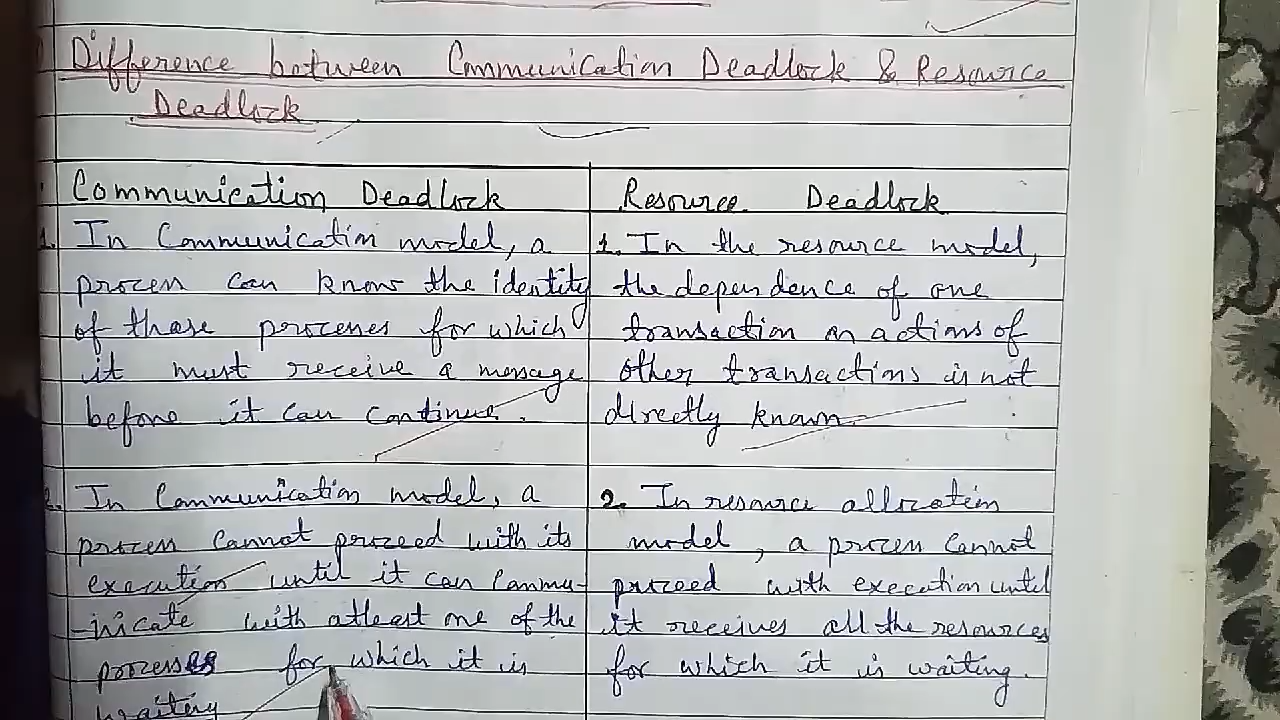 Difference between Communication Deadlock & Resource
Deadlock
Communication Deadlock
1. In Communication model, a
process can know the identity
of those processes for which
it must receive a message
before it can continue.
2. In Communication model, a
process cannot proceed with its
execution until it can Commu-
-nicate with atleast one of the
processes for which it is
waiting
Resource Deadlock
1. In the resource model,
the dependence of one
transaction on actions of
other transactions is not
directly known.
2. In resource allocation
model, a process cannot
proceed with execution until
it receives all the resources
for which it is waiting.